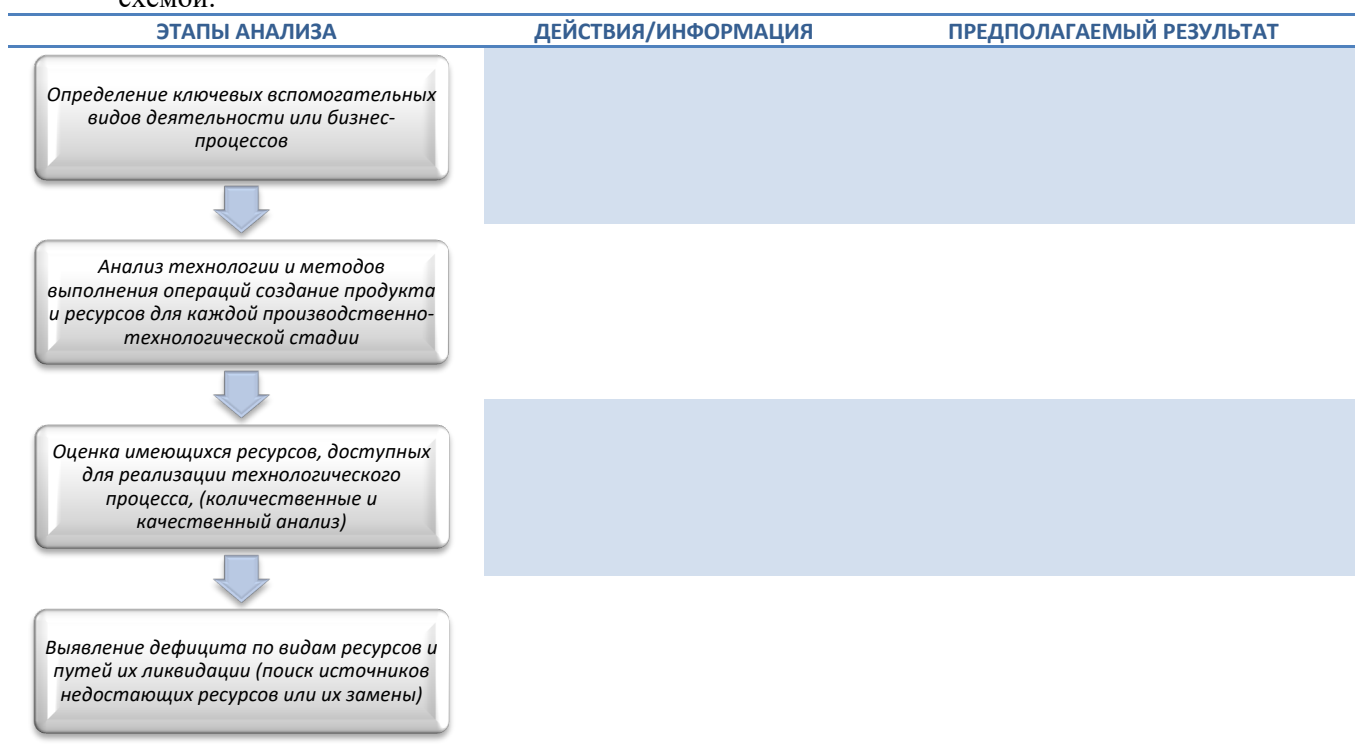 схемой:
ЭТАПЫ АНАЛИЗА ДЕЙСТВИЯ/ИНФОРМАЦИЯ ПРЕДПОЛАГАЕМЫЙ РЕЗУЛЬТАТ
Определение ключевых вспомогательных
видов деятельности или бизнес-
процессов
Анализ технологии и методов
выполнения операций создание продукта
и ресурсов для каждой производственно-
технологической стадии
Оценка имеющихся ресурсов, доступных
для реализации технологического
процесса, (количественные и
качественный анализ)
Выявление дефицита по видам ресурсов и
путей их ликвидации (поиск источников
недостающих ресурсов или их замены)